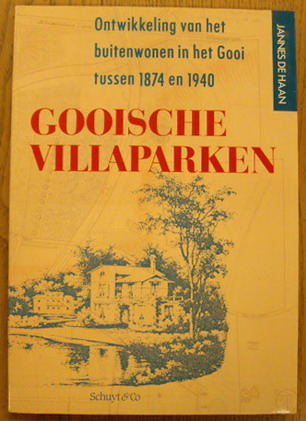 Ontwikkeling van het
buitenwonen in het Gooi
tussen 1874 en 1940
JANNES DE HAAN
GOOISCHE
VILLAPARKEN
Schuyt & Co